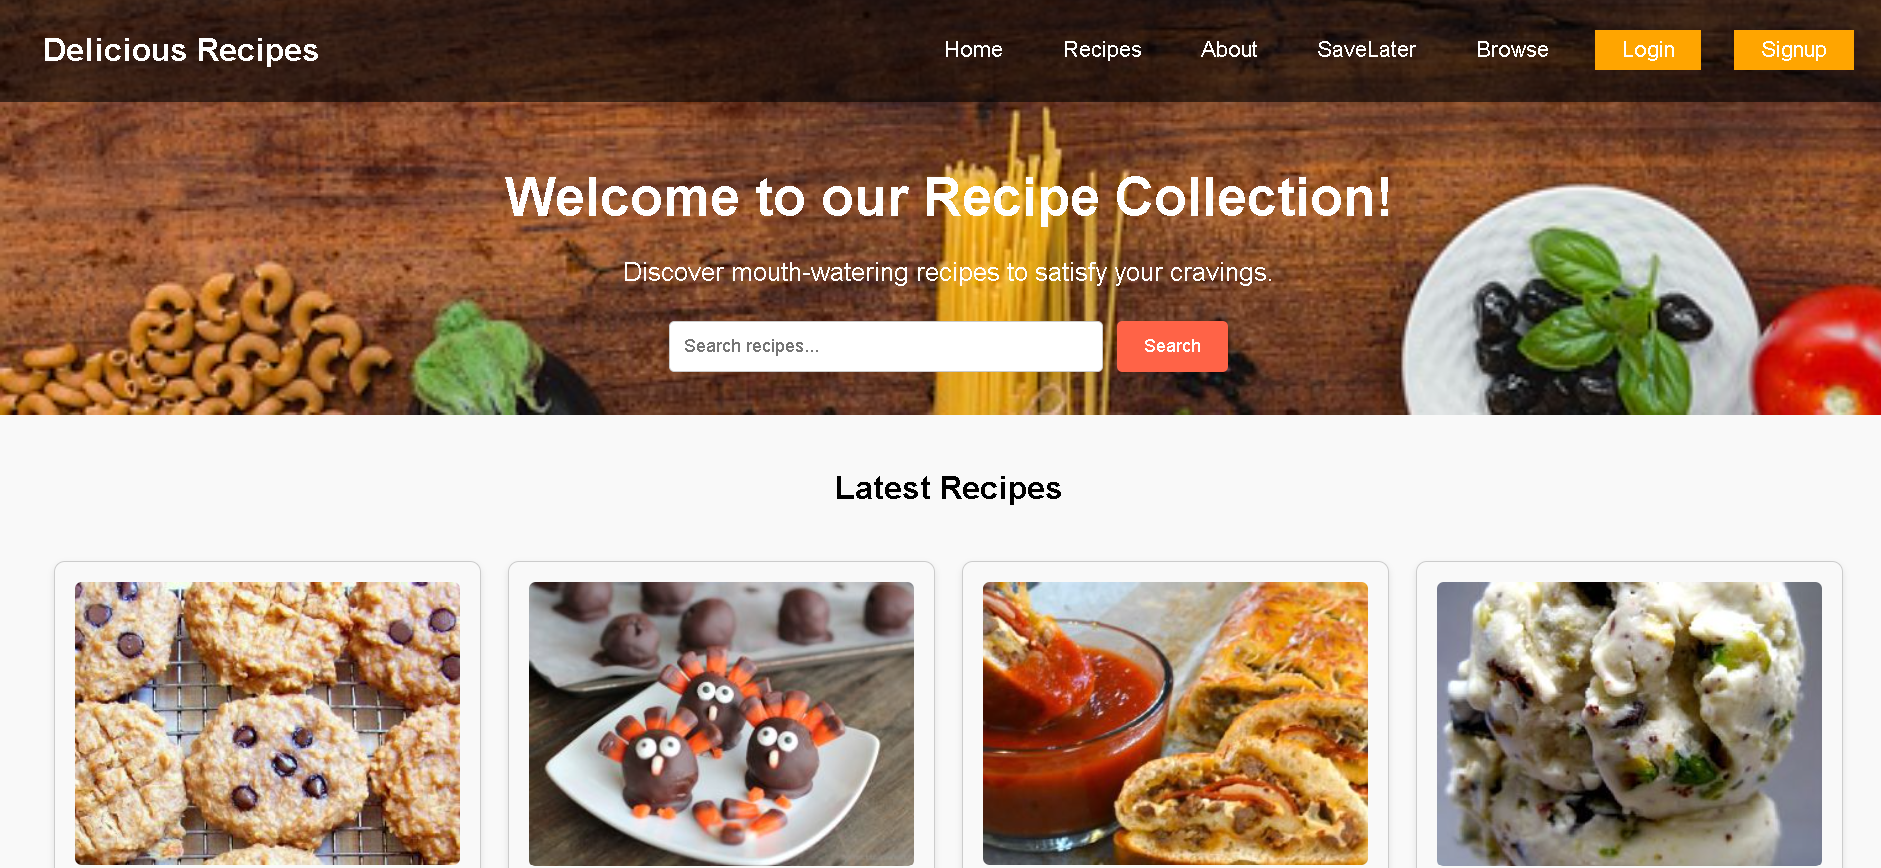 Delicious Recipes
Home Recipes About SaveLater Browse Login Signup
Welcome to our Recipe Collection!
Discover mouth-watering recipes to satisfy your cravings.
Search recipes... Search
Latest Recipes